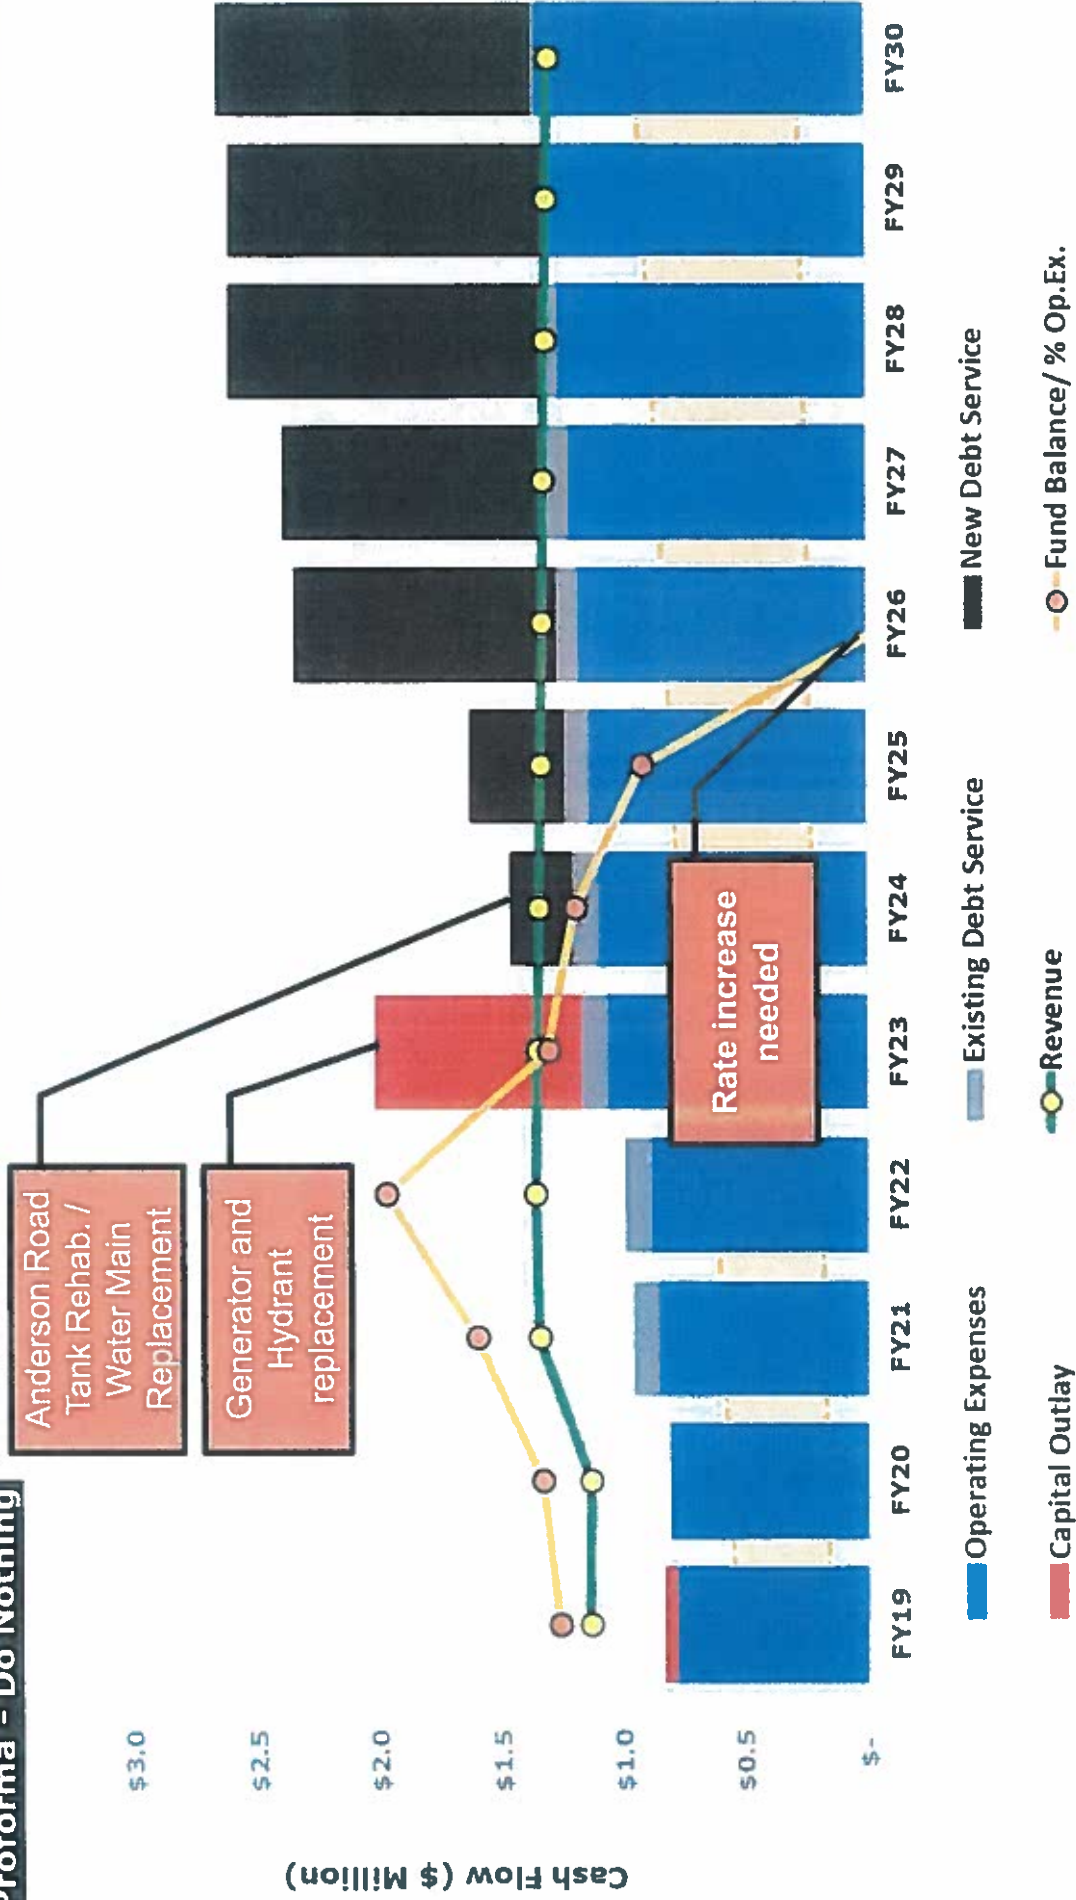 Proforma – Do Nothing
Cash Flow ($ Million)
$3.0
$2.5
$2.0
$1.5
$1.0
$0.5
$-
Anderson Road
Tank Rehab. /
Water Main
Replacement
Generator and
Hydrant
replacement
Rate increase
needed
FY19 FY20 FY21 FY22 FY23 FY24 FY25 FY26 FY27 FY28 FY29 FY30
Operating Expenses Existing Debt Service New Debt Service
Capital Outlay Revenue Fund Balance/ % Op.Ex.